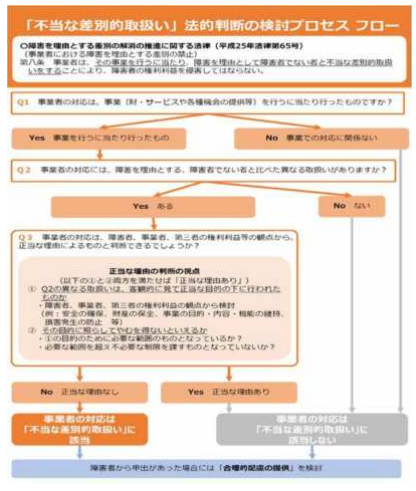 「不当な差別的取扱い」法的判断の検討プロセス フロー
〇障害を理由とする差別の解消の推進に関する法律（平成25年法律第65号）
（事業者における障害を理由とする差別の禁止）
第八条 事業者は、その事業を行うに当たり、障害を理由として障害者でない者と不当な差別的取扱
いをすることにより、障害者の権利利益を侵害してはならない。
Q1 事業者の対応は、事業（財・サービスや各種機会の提供等）を行うに当たり行ったものですか？
Yes 事業を行うに当たり行ったもの
No 事業での対応に関係ない
Q2 事業者の対応には、障害を理由とする、障害者でない者と比べた異なる取扱いがありますか？
Yes ある
No ない
Q3 事業者の対応は、障害者、事業者、第三者の権利利益等の観点から、
正当な理由によるものと判断できるでしょうか？
正当な理由の判断の視点
（以下の①と②両方を満たせば「正当な理由あり」）
① Q2の異なる取扱いは、客観的に見て正当な目的の下に行われた
ものか
・障害者、事業者、第三者の権利利益の観点から検討
（例：安全の確保、財産の保全、事業の目的・内容・機能の維持、
損害発生の防止 等）
② その目的に照らしてやむを得ないといえるか
・①の目的のために必要な範囲のものとなっているか？
・必要な範囲を超え不必要な制限を課すものとなっていないか？
No 正当な理由なし
Yes 正当な理由あり
事業者の対応は
「不当な差別的取扱い」に
該当
事業者の対応は
「不当な差別的取扱い」に
該当しない
障害者から申出があった場合には「合理的配慮の提供」を検討